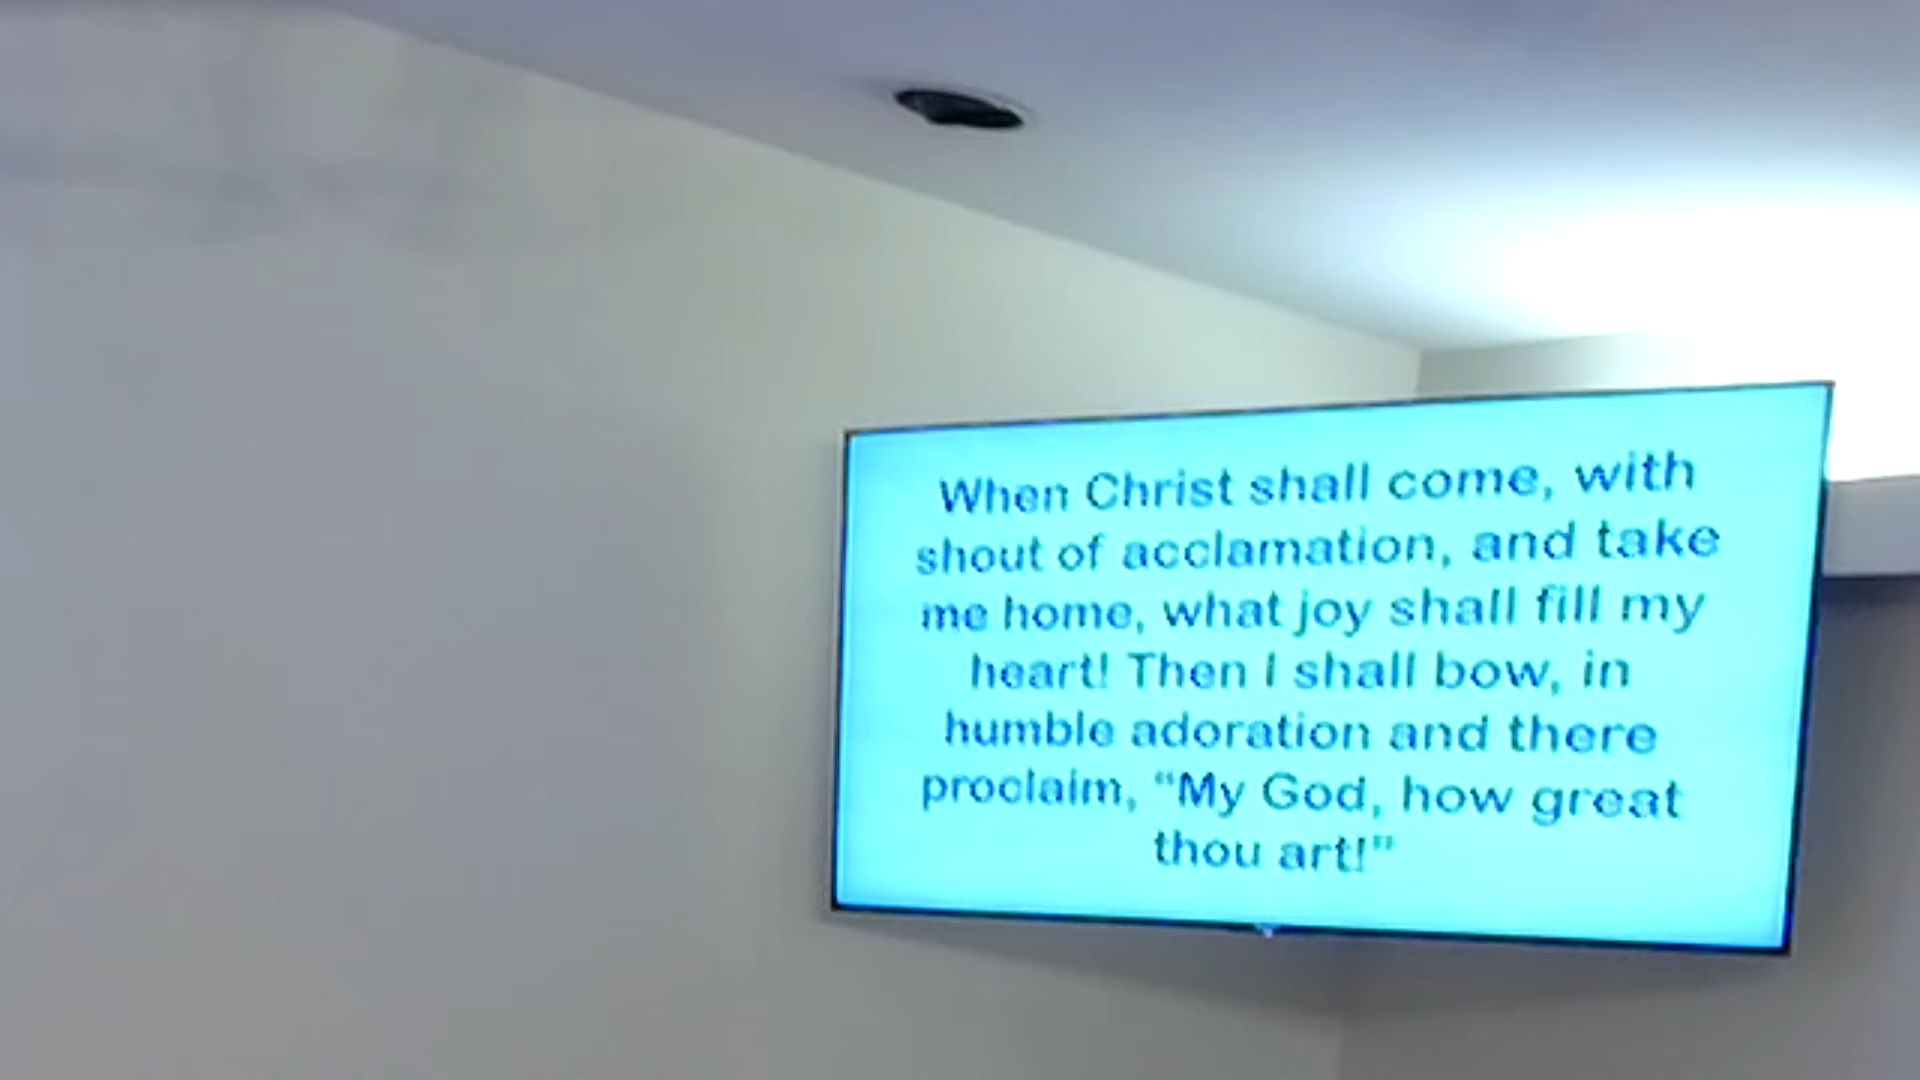 When Christ shall come, with
shout of acclamation, and take
me home, what joy shall fill my
heart! Then I shall bow, in
humble adoration and there
proclaim, “My God, how great
thou art!”